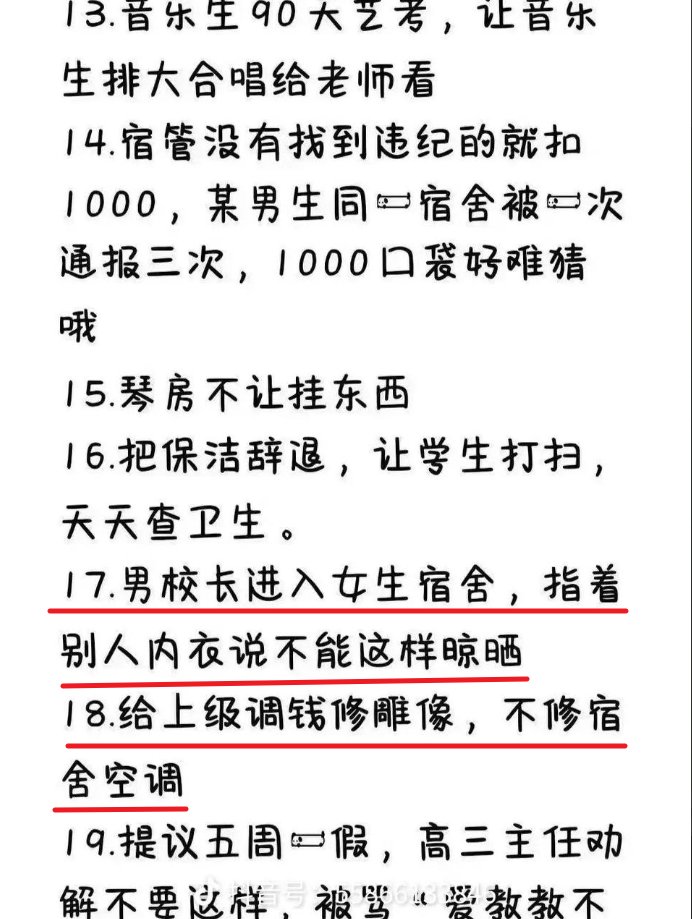 13.音乐生90天艺考，让音乐
生排大合唱给老师看
14.宿管没有找到违纪的就扣
1000，某男生同一宿舍被一次
通报三次，1000口袋好难猜
哦
15.琴房不让挂东西
16.把保洁辞退，让学生打扫，
天天查卫生。
17.男校长进入女生宿舍，指着
别人内衣说不能这样晾晒
18.给上级调钱修雕像，不修宿
舍空调
19.提议五周一假，高三主任劝
解不要这样，被骂“爱教教不
抖音号：